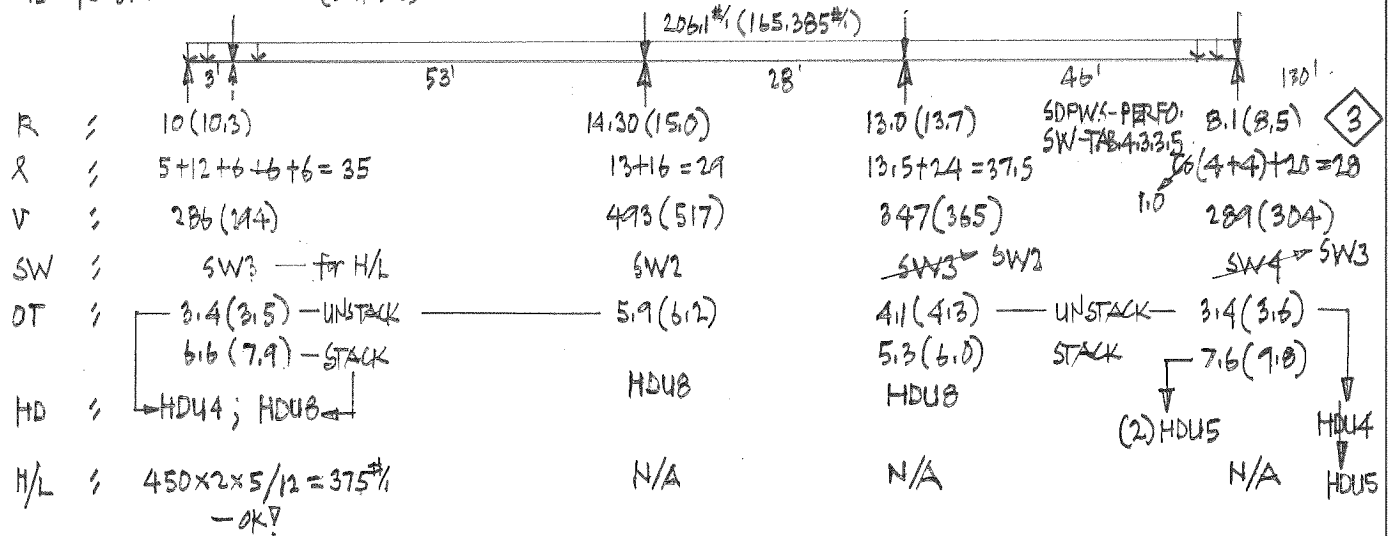 206.1#/' (165.385#/')
3' 53' 28' 46' 130'
R : 10(10.3) 14.30(15.0) 13.0(13.7) SDPWS-PERFO. 8.1(8.5) 3
SW-TAB.4.3.3.5
l : 5+12+6+6+6=35 13+16=29 13.5+24=37.5 Co(4+4)+20=28
1.0
V : 286(294) 493(517) 347(365) 289(304)
SW : SW3 — for H/L SW2 SW3 SW2 SW4 SW3
OT : 3.4(3.5) — UNSTACK 5.9(6.2) 4.1(4.3) — UNSTACK — 3.4(3.6)
6.6(7.9) — STACK 5.3(6.0) STACK 7.6(9.8)
HD : HDU4; HDU8 HDU8 HDU8 (2)HDU5 HDU4
H/L : 450x2x5/12=375#/' N/A N/A N/A HDU5
— OK!